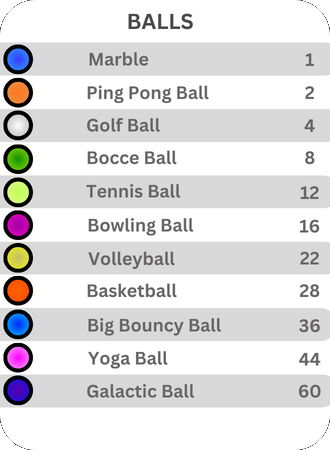 BALLS
Marble 1
Ping Pong Ball 2
Golf Ball 4
Bocce Ball 8
Tennis Ball 12
Bowling Ball 16
Volleyball 22
Basketball 28
Big Bouncy Ball 36
Yoga Ball 44
Galactic Ball 60